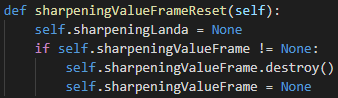 def sharpeningValueFrameReset(self):
    self.sharpeningLanda = None
    if self.sharpeningValueFrame != None:
        self.sharpeningValueFrame.destroy()
        self.sharpeningValueFrame = None